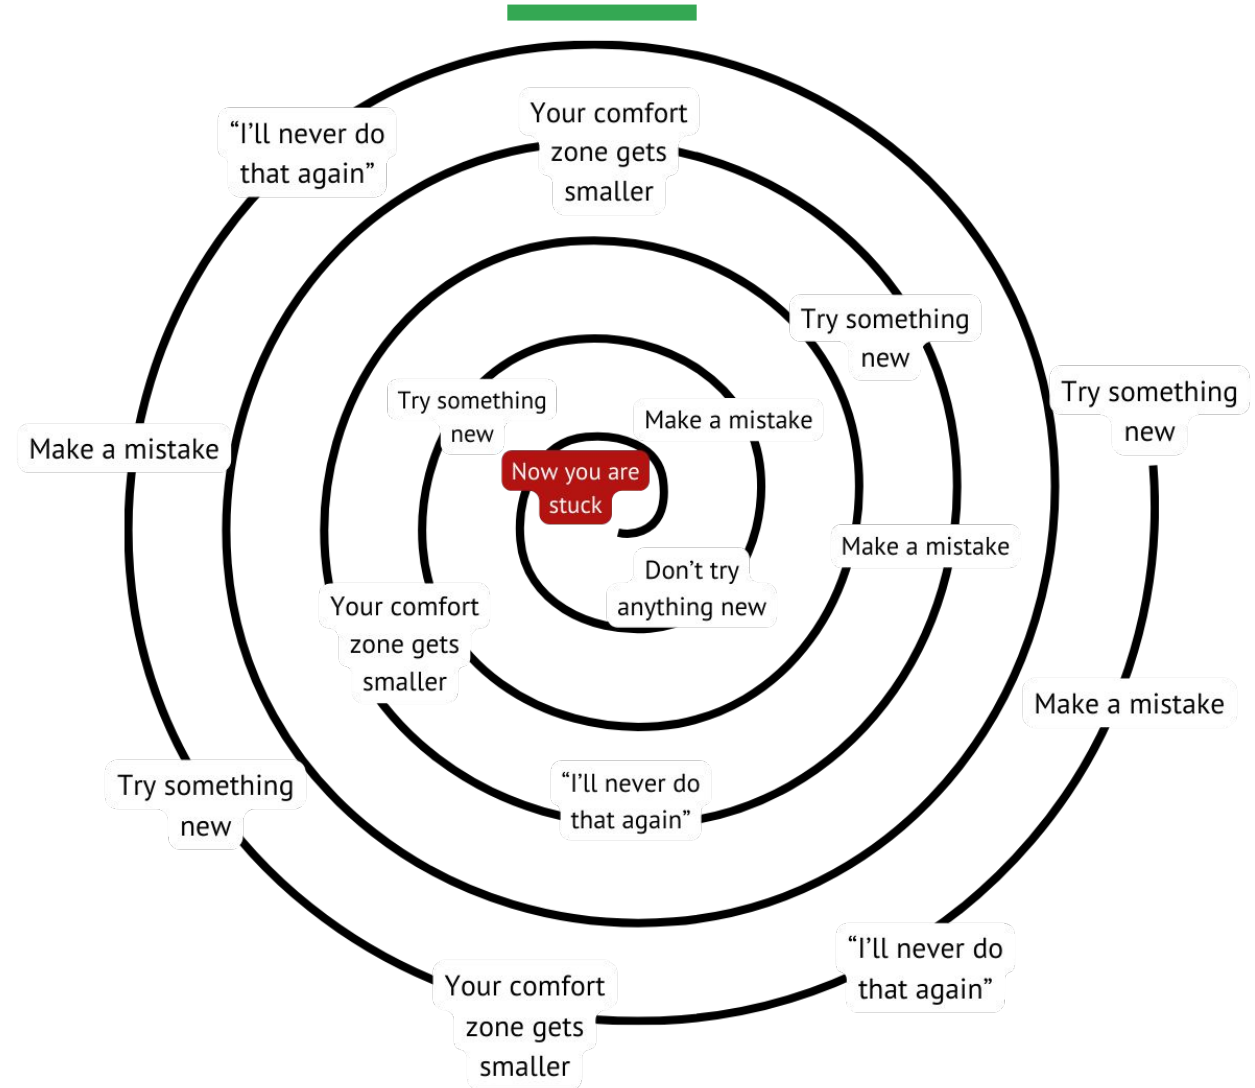 Try something
new
Make a mistake
“I’ll never do
that again”
Your comfort
zone gets
smaller
Try something
new
Make a mistake
“I’ll never do
that again”
Your comfort
zone gets
smaller
Try something
new
Make a mistake
“I’ll never do
that again”
Your comfort
zone gets
smaller
Try something
new
Make a mistake
Don’t try
anything new
Now you are
stuck